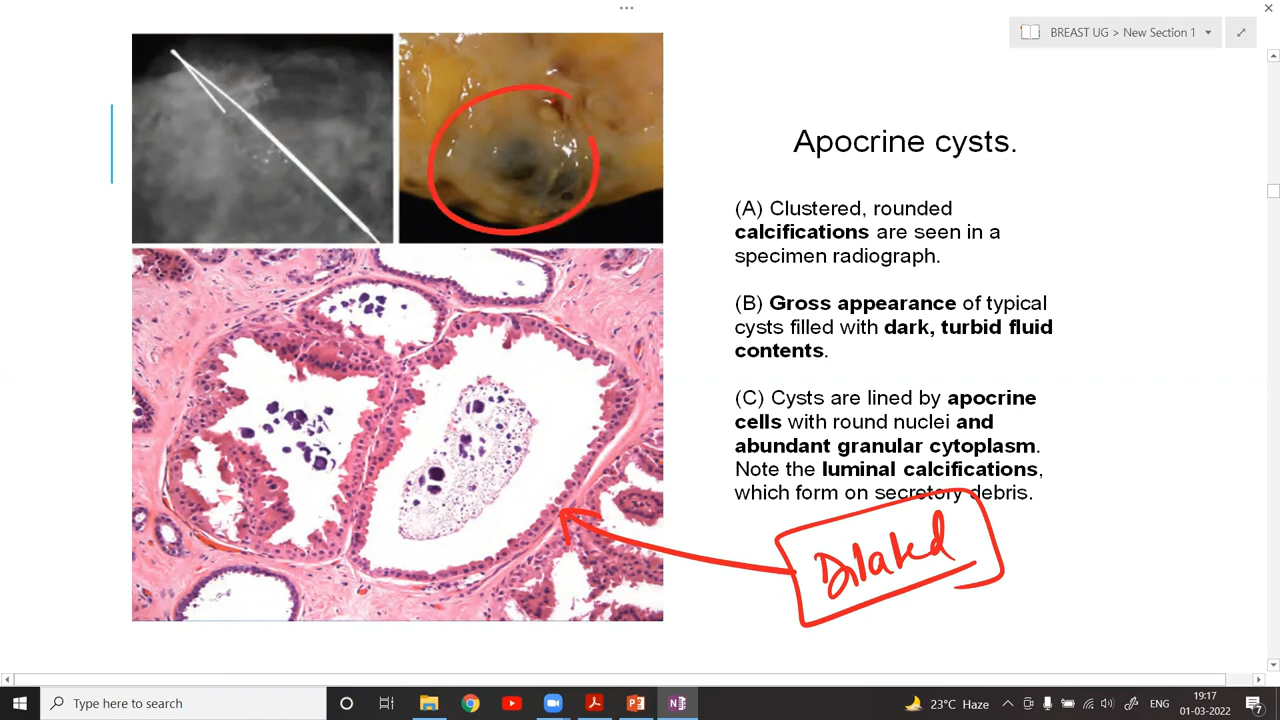 BREAST UG > New Section 1
Apocrine cysts.
(A) Clustered, rounded
calcifications are seen in a
specimen radiograph.
(B) Gross appearance of typical
cysts filled with dark, turbid fluid
contents.
(C) Cysts are lined by apocrine
cells with round nuclei and
abundant granular cytoplasm.
Note the luminal calcifications,
which form on secretory debris.
Dilated
Type here to search
23°C Haze
ENG
19:17
01-03-2022
7